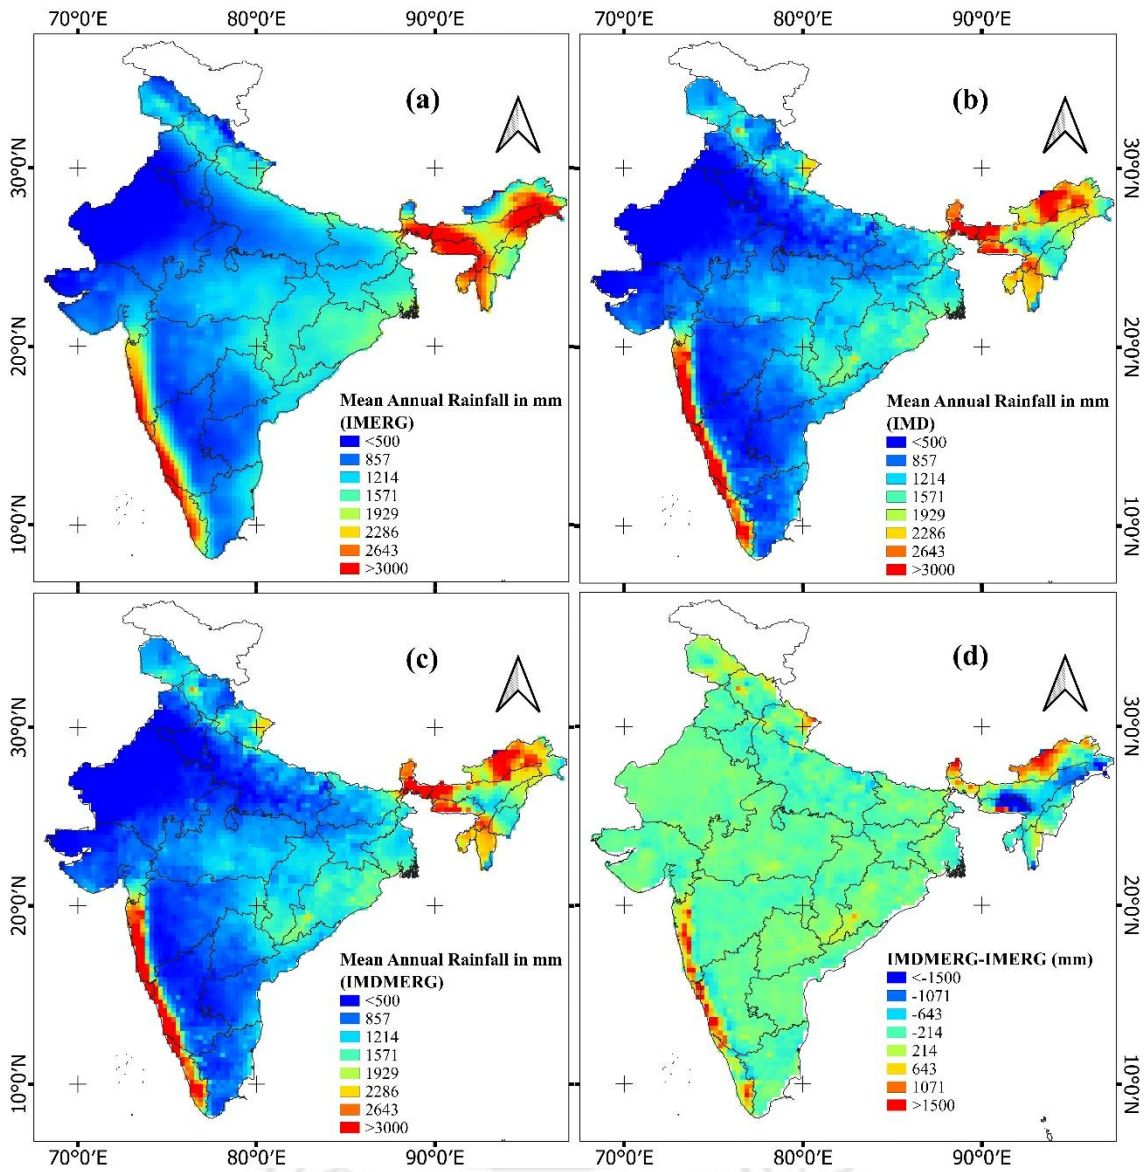 70°0'E 80°0'E 90°0'E 70°0'E 80°0'E 90°0'E
(a)
30°0'N
20°0'N
10°0'N
Mean Annual Rainfall in mm
(IMERG)
<500
857
1214
1571
1929
2286
2643
>3000
(b)
30°0'N
20°0'N
10°0'N
Mean Annual Rainfall in mm
(IMD)
<500
857
1214
1571
1929
2286
2643
>3000
(c)
30°0'N
20°0'N
10°0'N
Mean Annual Rainfall in mm
(IMDMERG)
<500
857
1214
1571
1929
2286
2643
>3000
(d)
30°0'N
20°0'N
10°0'N
IMDMERG-IMERG (mm)
<-1500
-1071
-643
-214
214
643
1071
>1500
70°0'E 80°0'E 90°0'E 70°0'E 80°0'E 90°0'E